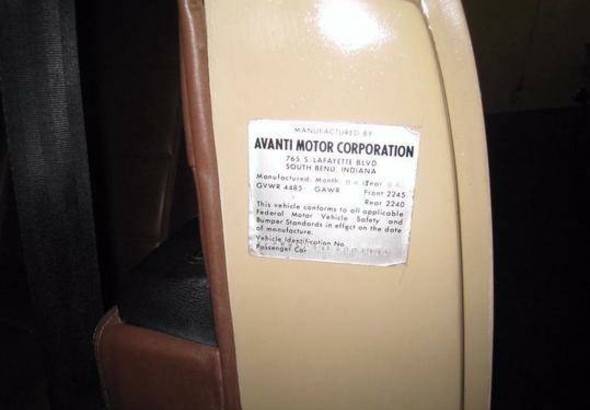 MANUFACTURED BY
AVANTI MOTOR CORPORATION
765 S. LAFAYETTE BLVD
SOUTH BEND, INDIANA
Manufactured: Month Year
GVWR 4485 GAWR Front 2245
Rear 2240
This vehicle conforms to all applicable
Federal Motor Vehicle Safety and
Bumper Standards in effect on the date
of manufacture.
Vehicle Identification No.
Passenger Car